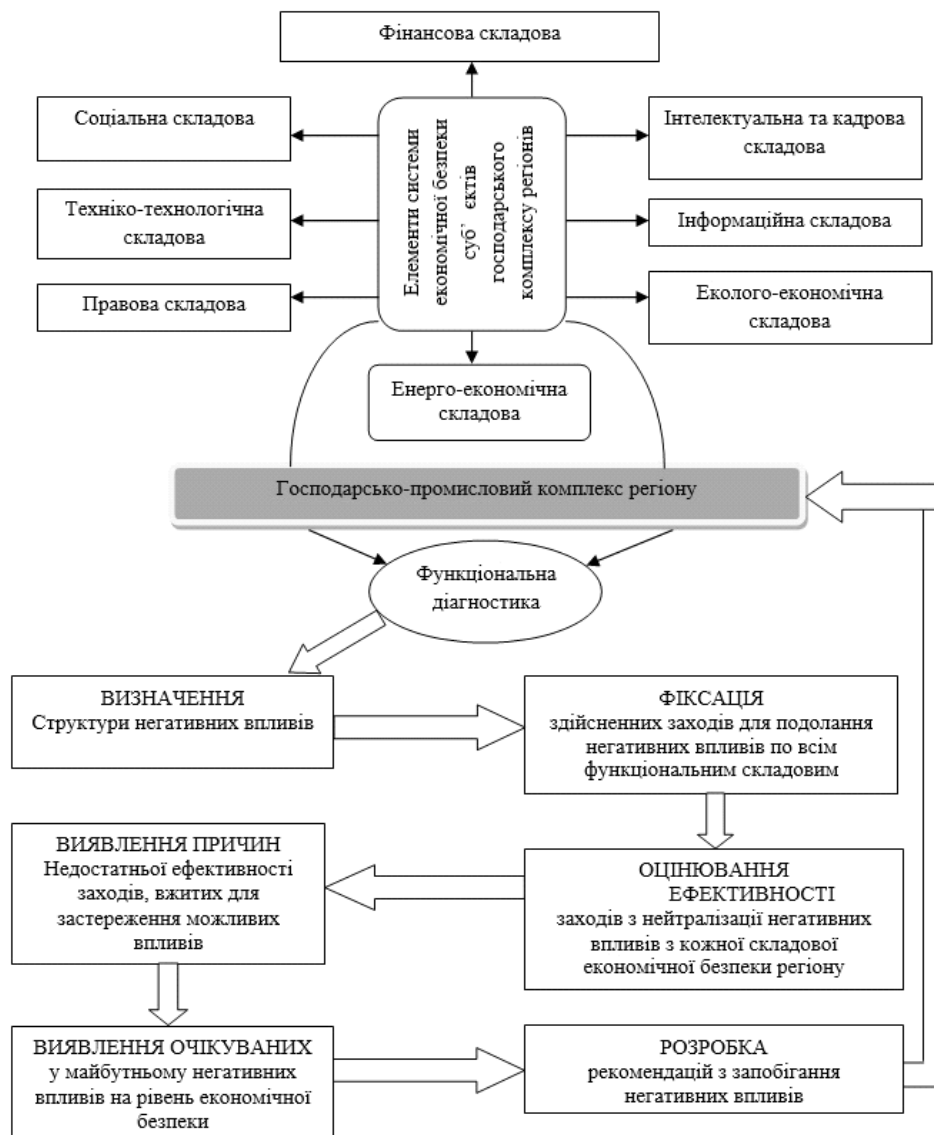 Фінансова складова
Соціальна складова
Елементи системи
економічної безпеки
суб’ єктів
господарського
комплексу регіонів
Інтелектуальна та кадрова
складова
Техніко-технологічна
складова
Інформаційна складова
Правова складова
Еколого-економічна
складова
Енерго-економічна
складова
Господарсько-промисловий комплекс регіону
Функціональна
діагностика
ВИЗНАЧЕННЯ
Структури негативних впливів
ФІКСАЦІЯ
здійсненних заходів для подолання
негативних впливів по всім
функціональним складовим
ВИЯВЛЕННЯ ПРИЧИН
Недостатньої ефективності
заходів, вжитих для
застереження можливих
впливів
ОЦІНЮВАННЯ
ЕФЕКТИВНОСТІ
заходів з нейтралізації негативних
впливів з кожної складової
економічної безпеки регіону
ВИЯВЛЕННЯ ОЧІКУВАНИХ
у майбутньому негативних
впливів на рівень економічної
безпеки
РОЗРОБКА
рекомендацій з запобігання
негативних впливів